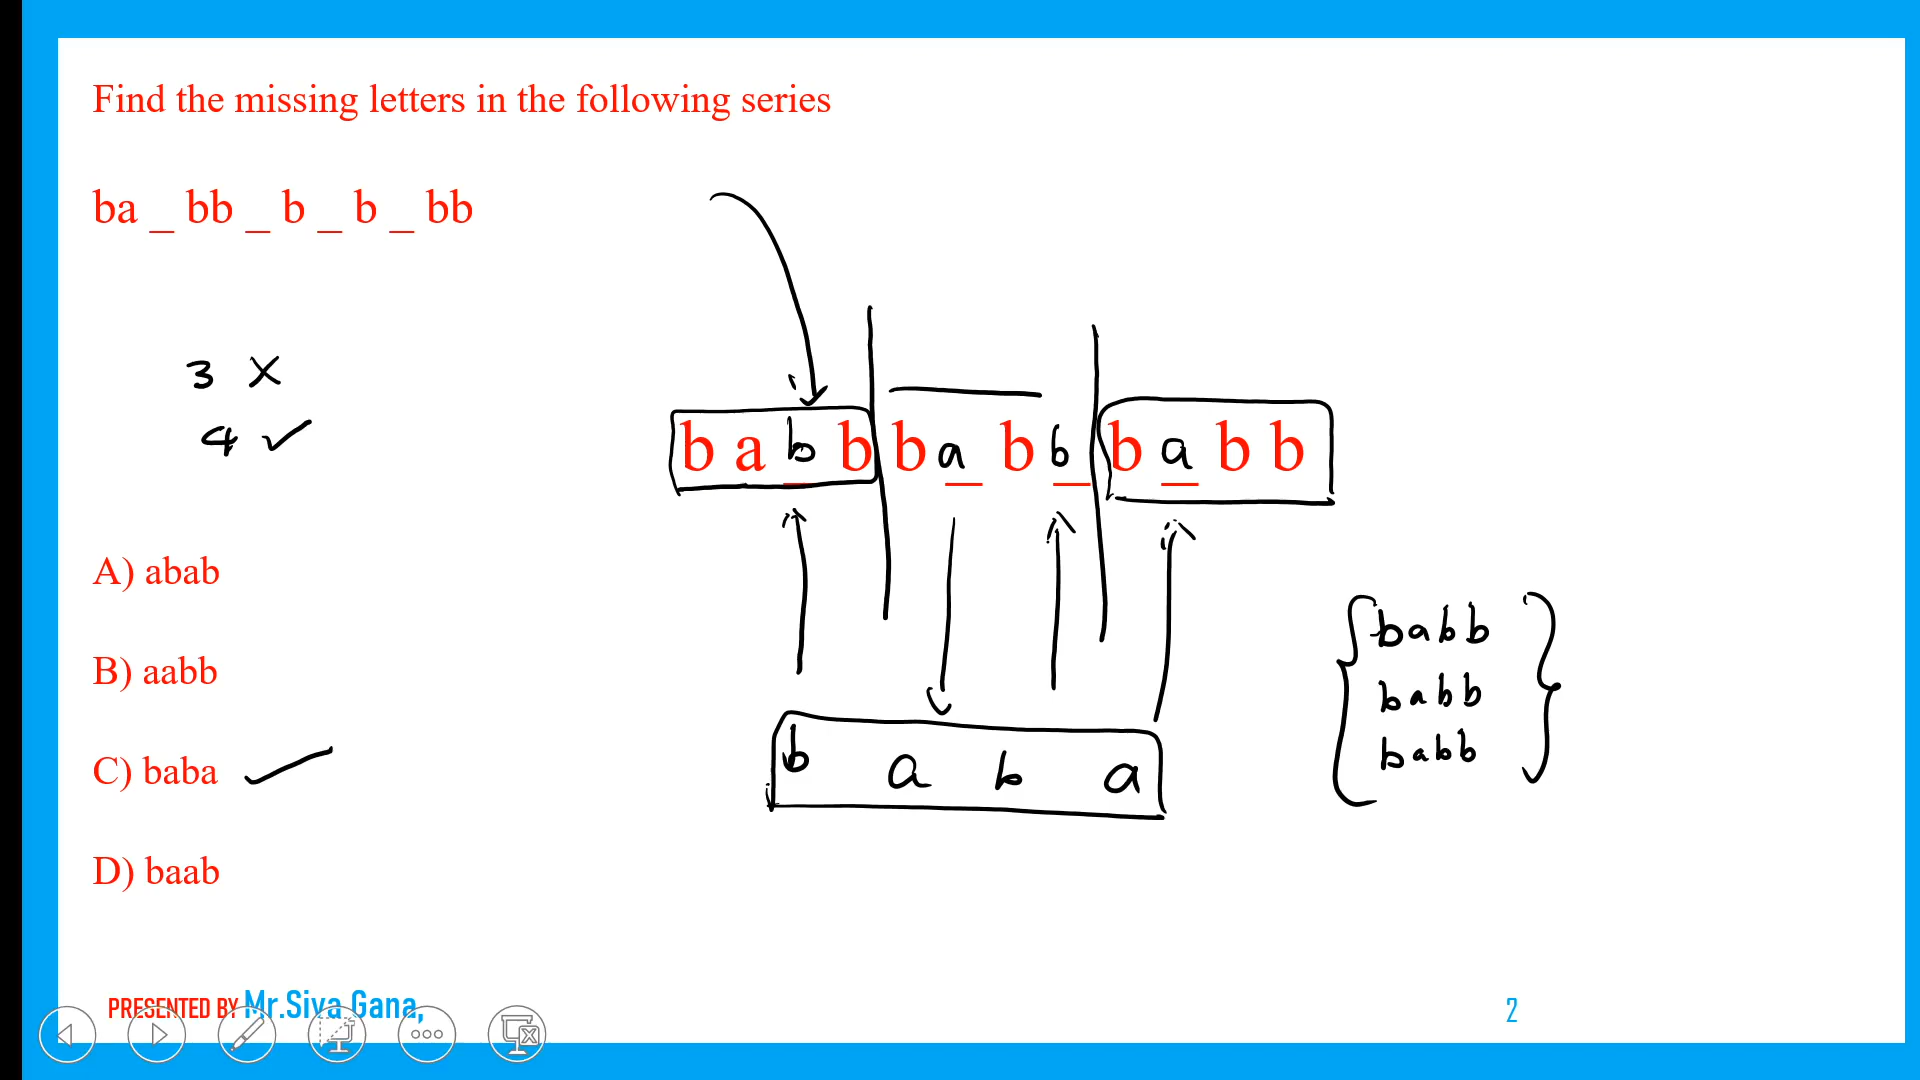 Find the missing letters in the following series
ba _ bb _ b _ b _ bb
3 X
4 ✓
b a b b b a b b b a b b
A) abab
B) aabb
C) baba ✓
D) baab
b a b a
babb
babb
babb
PRESENTED BY Mr.Siva Gana,
2